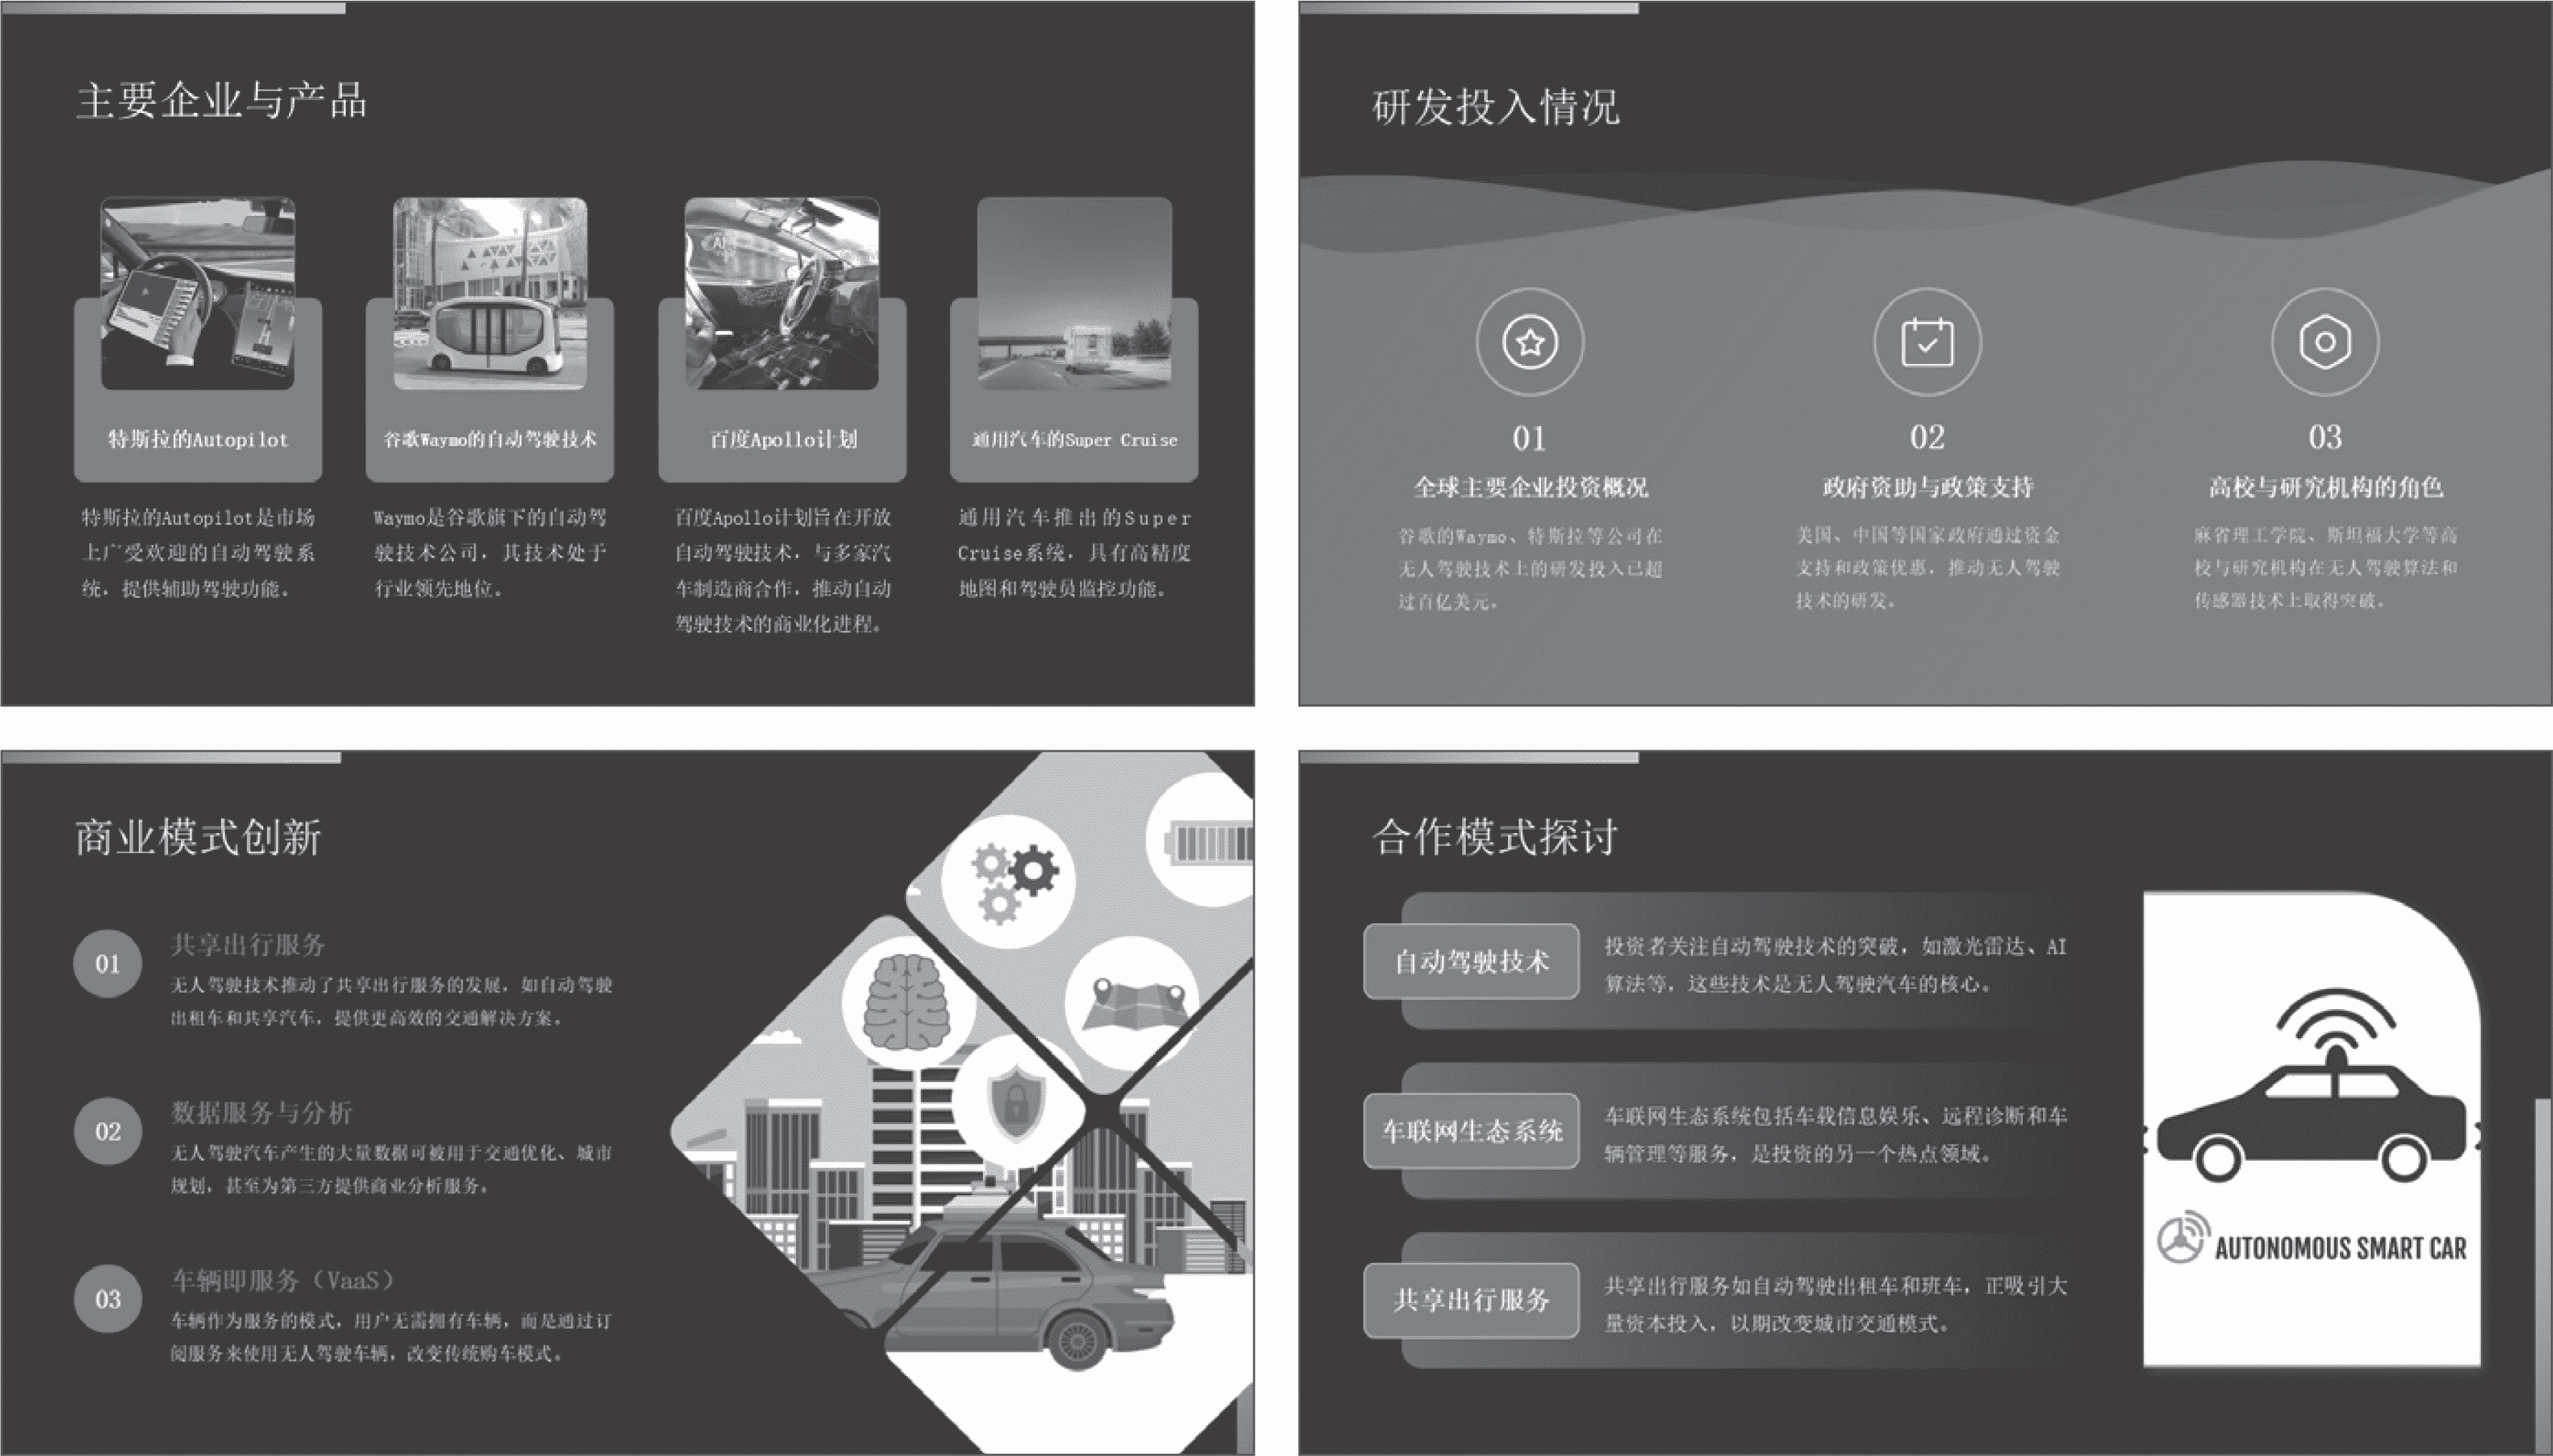 主要企业与产品
特斯拉的Autopilot
特斯拉的Autopilot是市场
上广受欢迎的自动驾驶系
统，提供辅助驾驶功能。
谷歌Waymo的自动驾驶技术
Waymo是谷歌旗下的自动驾
驶技术公司，其技术处于
行业领先地位。
AI
百度Apollo计划
百度Apollo计划旨在开放
自动驾驶技术，与多家汽
车制造商合作，推动自动
驾驶技术的商业化进程。
通用汽车的Super Cruise
通用汽车推出的Super
Cruise系统，具有高精度
地图和驾驶员监控功能。
研发投入情况
01
全球主要企业投资概况
谷歌的Waymo、特斯拉等公司在
无人驾驶技术上的研发投入已超
过百亿美元。
02
政府资助与政策支持
美国、中国等国家政府通过资金
支持和政策优惠，推动无人驾驶
技术的研发。
03
高校与研究机构的角色
麻省理工学院、斯坦福大学等高
校与研究机构在无人驾驶算法和
传感器技术上取得突破。
商业模式创新
01
共享出行服务
无人驾驶技术推动了共享出行服务的发展，如自动驾驶
出租车和共享汽车，提供更高效的交通解决方案。
02
数据服务与分析
无人驾驶汽车产生的大量数据可被用于交通优化、城市
规划，甚至为第三方提供商业分析服务。
03
车辆即服务（VaaS）
车辆作为服务的模式，用户无需拥有车辆，而是通过订
阅服务来使用无人驾驶车辆，改变传统购车模式。
合作模式探讨
自动驾驶技术
投资者关注自动驾驶技术的突破，如激光雷达、AI
算法等，这些技术是无人驾驶汽车的核心。
车联网生态系统
车联网生态系统包括车载信息娱乐、远程诊断和车
辆管理等服务，是投资的另一个热点领域。
共享出行服务
共享出行服务如自动驾驶出租车和班车，正吸引大
量资本投入，以期改变城市交通模式。
AUTONOMOUS SMART CAR